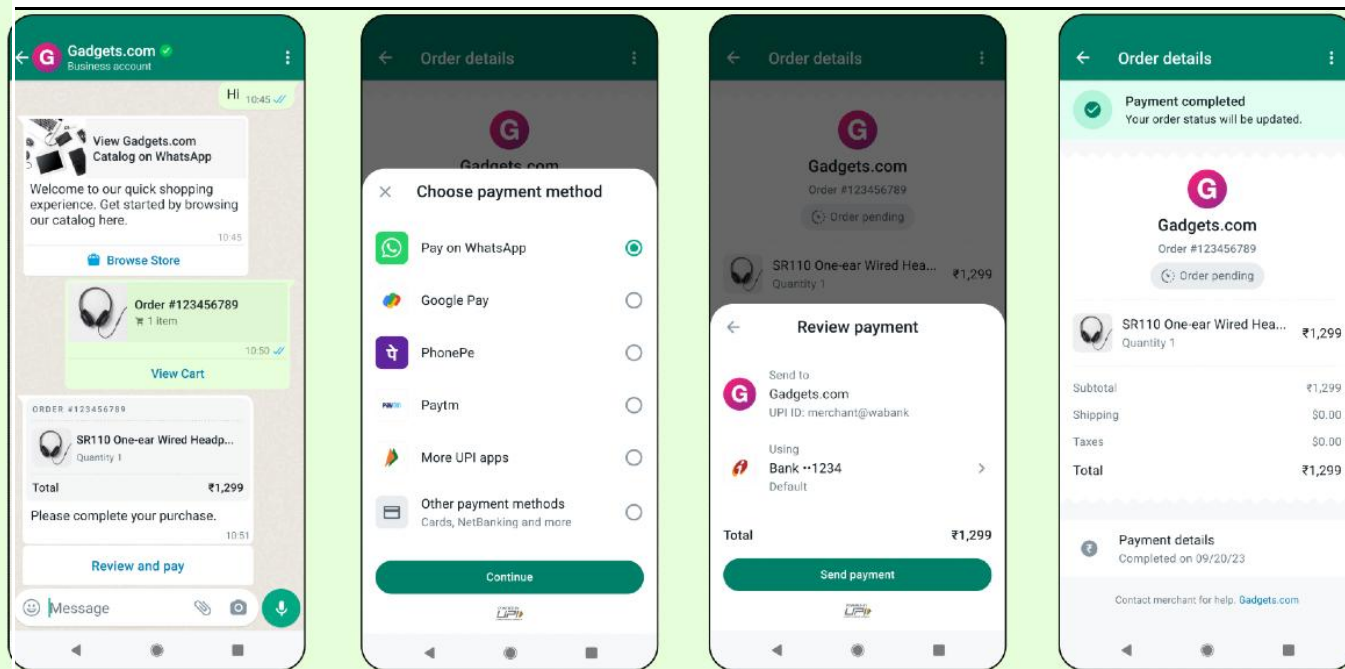 G
Gadgets.com
Business account
Hi 10:45
View Gadgets.com
Catalog on WhatsApp
Welcome to our quick shopping
experience. Get started by browsing
our catalog here.
10:45
Browse Store
Order #123456789
1 item
10:50
View Cart
ORDER #123456789
SR110 One-ear Wired Headp...
Quantity 1
Total ₹1,299
Please complete your purchase.
10:51
Review and pay
Message
Order details
G
Gadgets.com
Choose payment method
Pay on WhatsApp
Google Pay
पे PhonePe
Paytm Paytm
More UPI apps
Other payment methods
Cards, NetBanking and more
Continue
UPI
Order details
G
Gadgets.com
Order #123456789
Order pending
SR110 One-ear Wired Hea... ₹1,299
Quantity 1
Review payment
Send to
G Gadgets.com
UPI ID: merchant@wabank
Using
Bank ··1234
Default
Total ₹1,299
Send payment
UPI
Order details
Payment completed
Your order status will be updated.
G
Gadgets.com
Order #123456789
Order pending
SR110 One-ear Wired Hea... ₹1,299
Quantity 1
Subtotal ₹1,299
Shipping $0.00
Taxes $0.00
Total ₹1,299
₹ Payment details
Completed on 09/20/23
Contact merchant for help. Gadgets.com